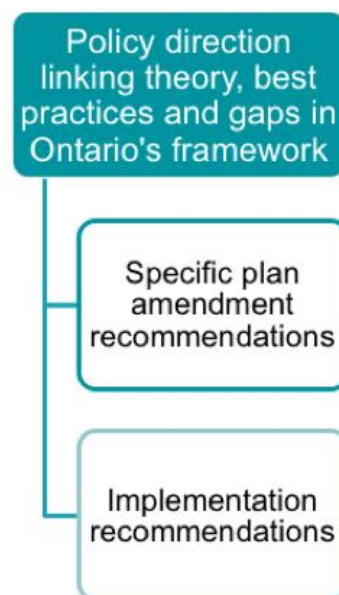 Policy direction
linking theory, best
practices and gaps in
Ontario's framework
Specific plan
amendment
recommendations
Implementation
recommendations